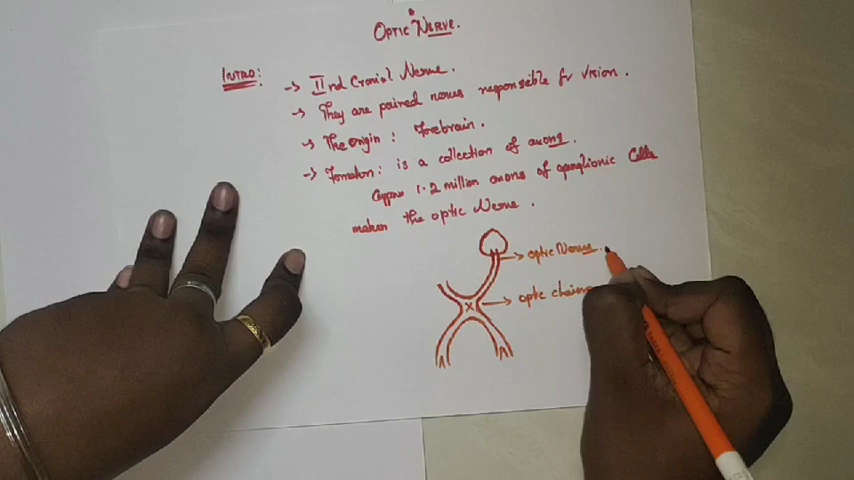 Optic Nerve.
Intro:
-> IInd Cranial Nerve.
-> They are paired nerves responsible for vision.
-> The origin: Forebrain.
-> Formation: is a collection of axons.
Approx 1.2 million axons of ganglionic Cells
makes the optic Nerve.
-> optic Nerve.
-> optic chiasma